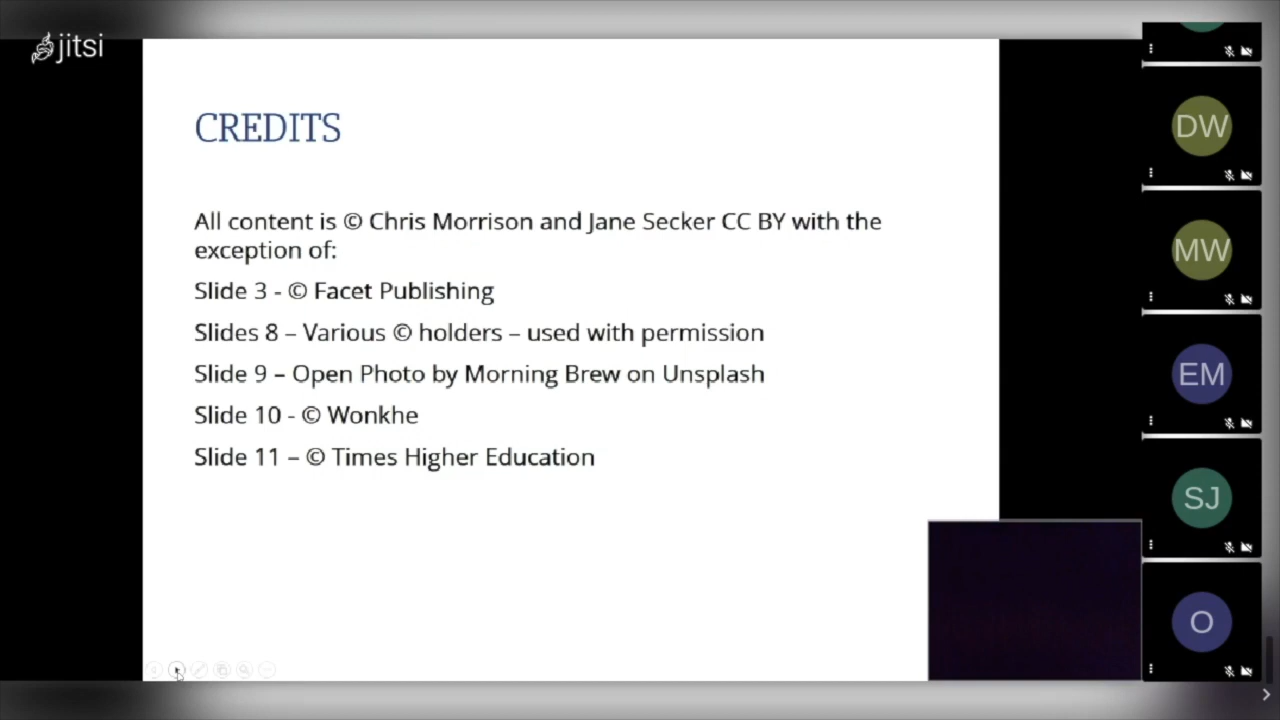 jitsi
CREDITS
All content is © Chris Morrison and Jane Secker CC BY with the
exception of:
Slide 3 - © Facet Publishing
Slides 8 – Various © holders – used with permission
Slide 9 – Open Photo by Morning Brew on Unsplash
Slide 10 - © Wonkhe
Slide 11 – © Times Higher Education
DW
MW
EM
SJ
O